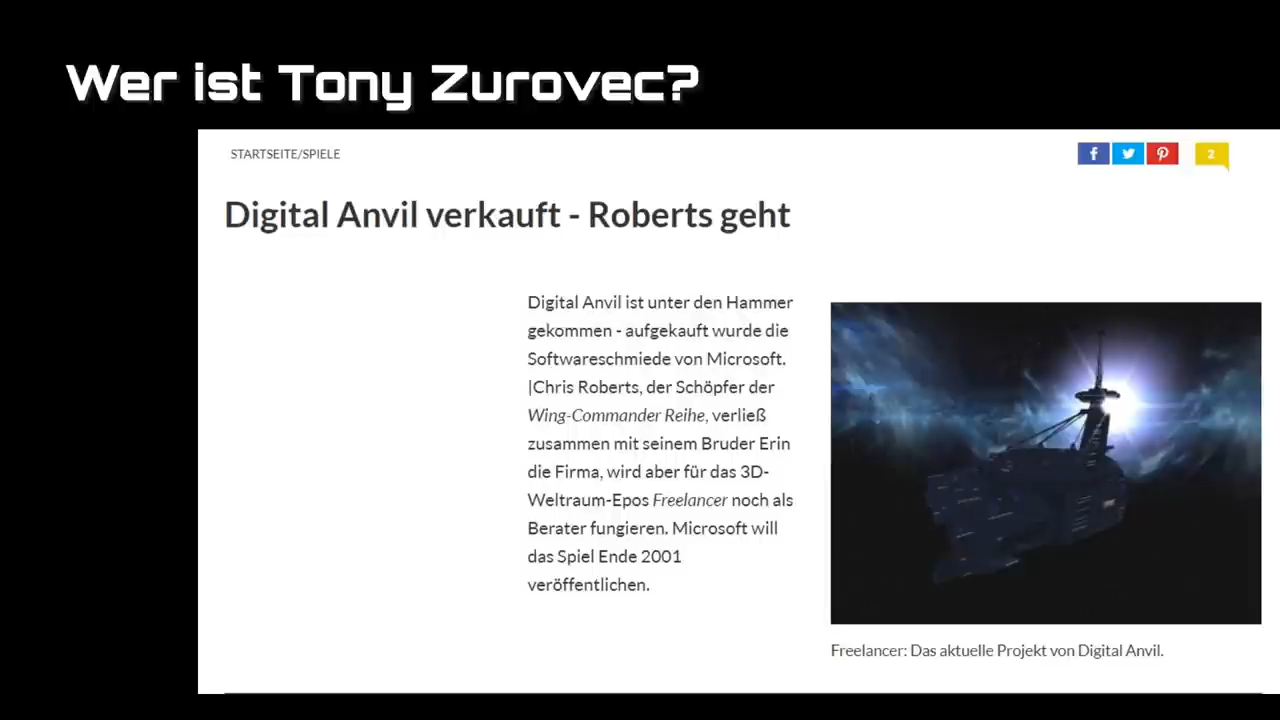 Wer ist Tony Zurovec?
STARTSEITE/SPIELE
2
Digital Anvil verkauft - Roberts geht
Digital Anvil ist unter den Hammer
gekommen - aufgekauft wurde die
Softwareschmiede von Microsoft.
|Chris Roberts, der Schöpfer der
Wing-Commander Reihe, verließ
zusammen mit seinem Bruder Erin
die Firma, wird aber für das 3D-
Weltraum-Epos Freelancer noch als
Berater fungieren. Microsoft will
das Spiel Ende 2001
veröffentlichen.
Freelancer: Das aktuelle Projekt von Digital Anvil.